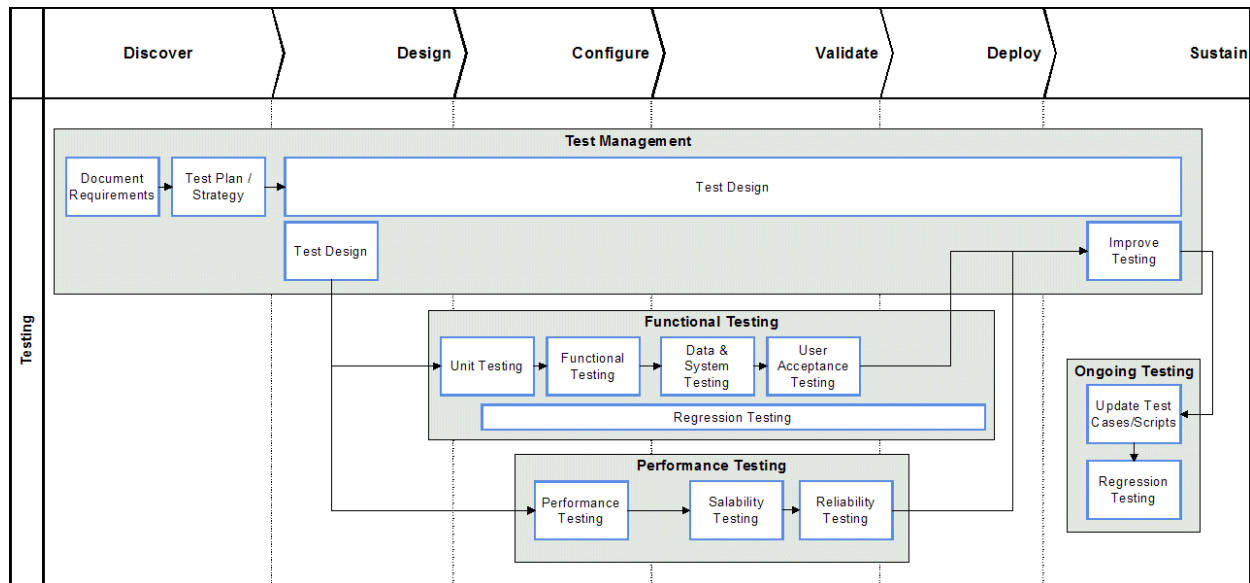 Discover
Design
Configure
Validate
Deploy
Sustain
Testing
Test Management
Document
Requirements
Test Plan /
Strategy
Test Design
Test Design
Improve
Testing
Functional Testing
Unit Testing
Functional
Testing
Data &
System
Testing
User
Acceptance
Testing
Regression Testing
Ongoing Testing
Update Test
Cases/Scripts
Regression
Testing
Performance Testing
Performance
Testing
Salability
Testing
Reliability
Testing